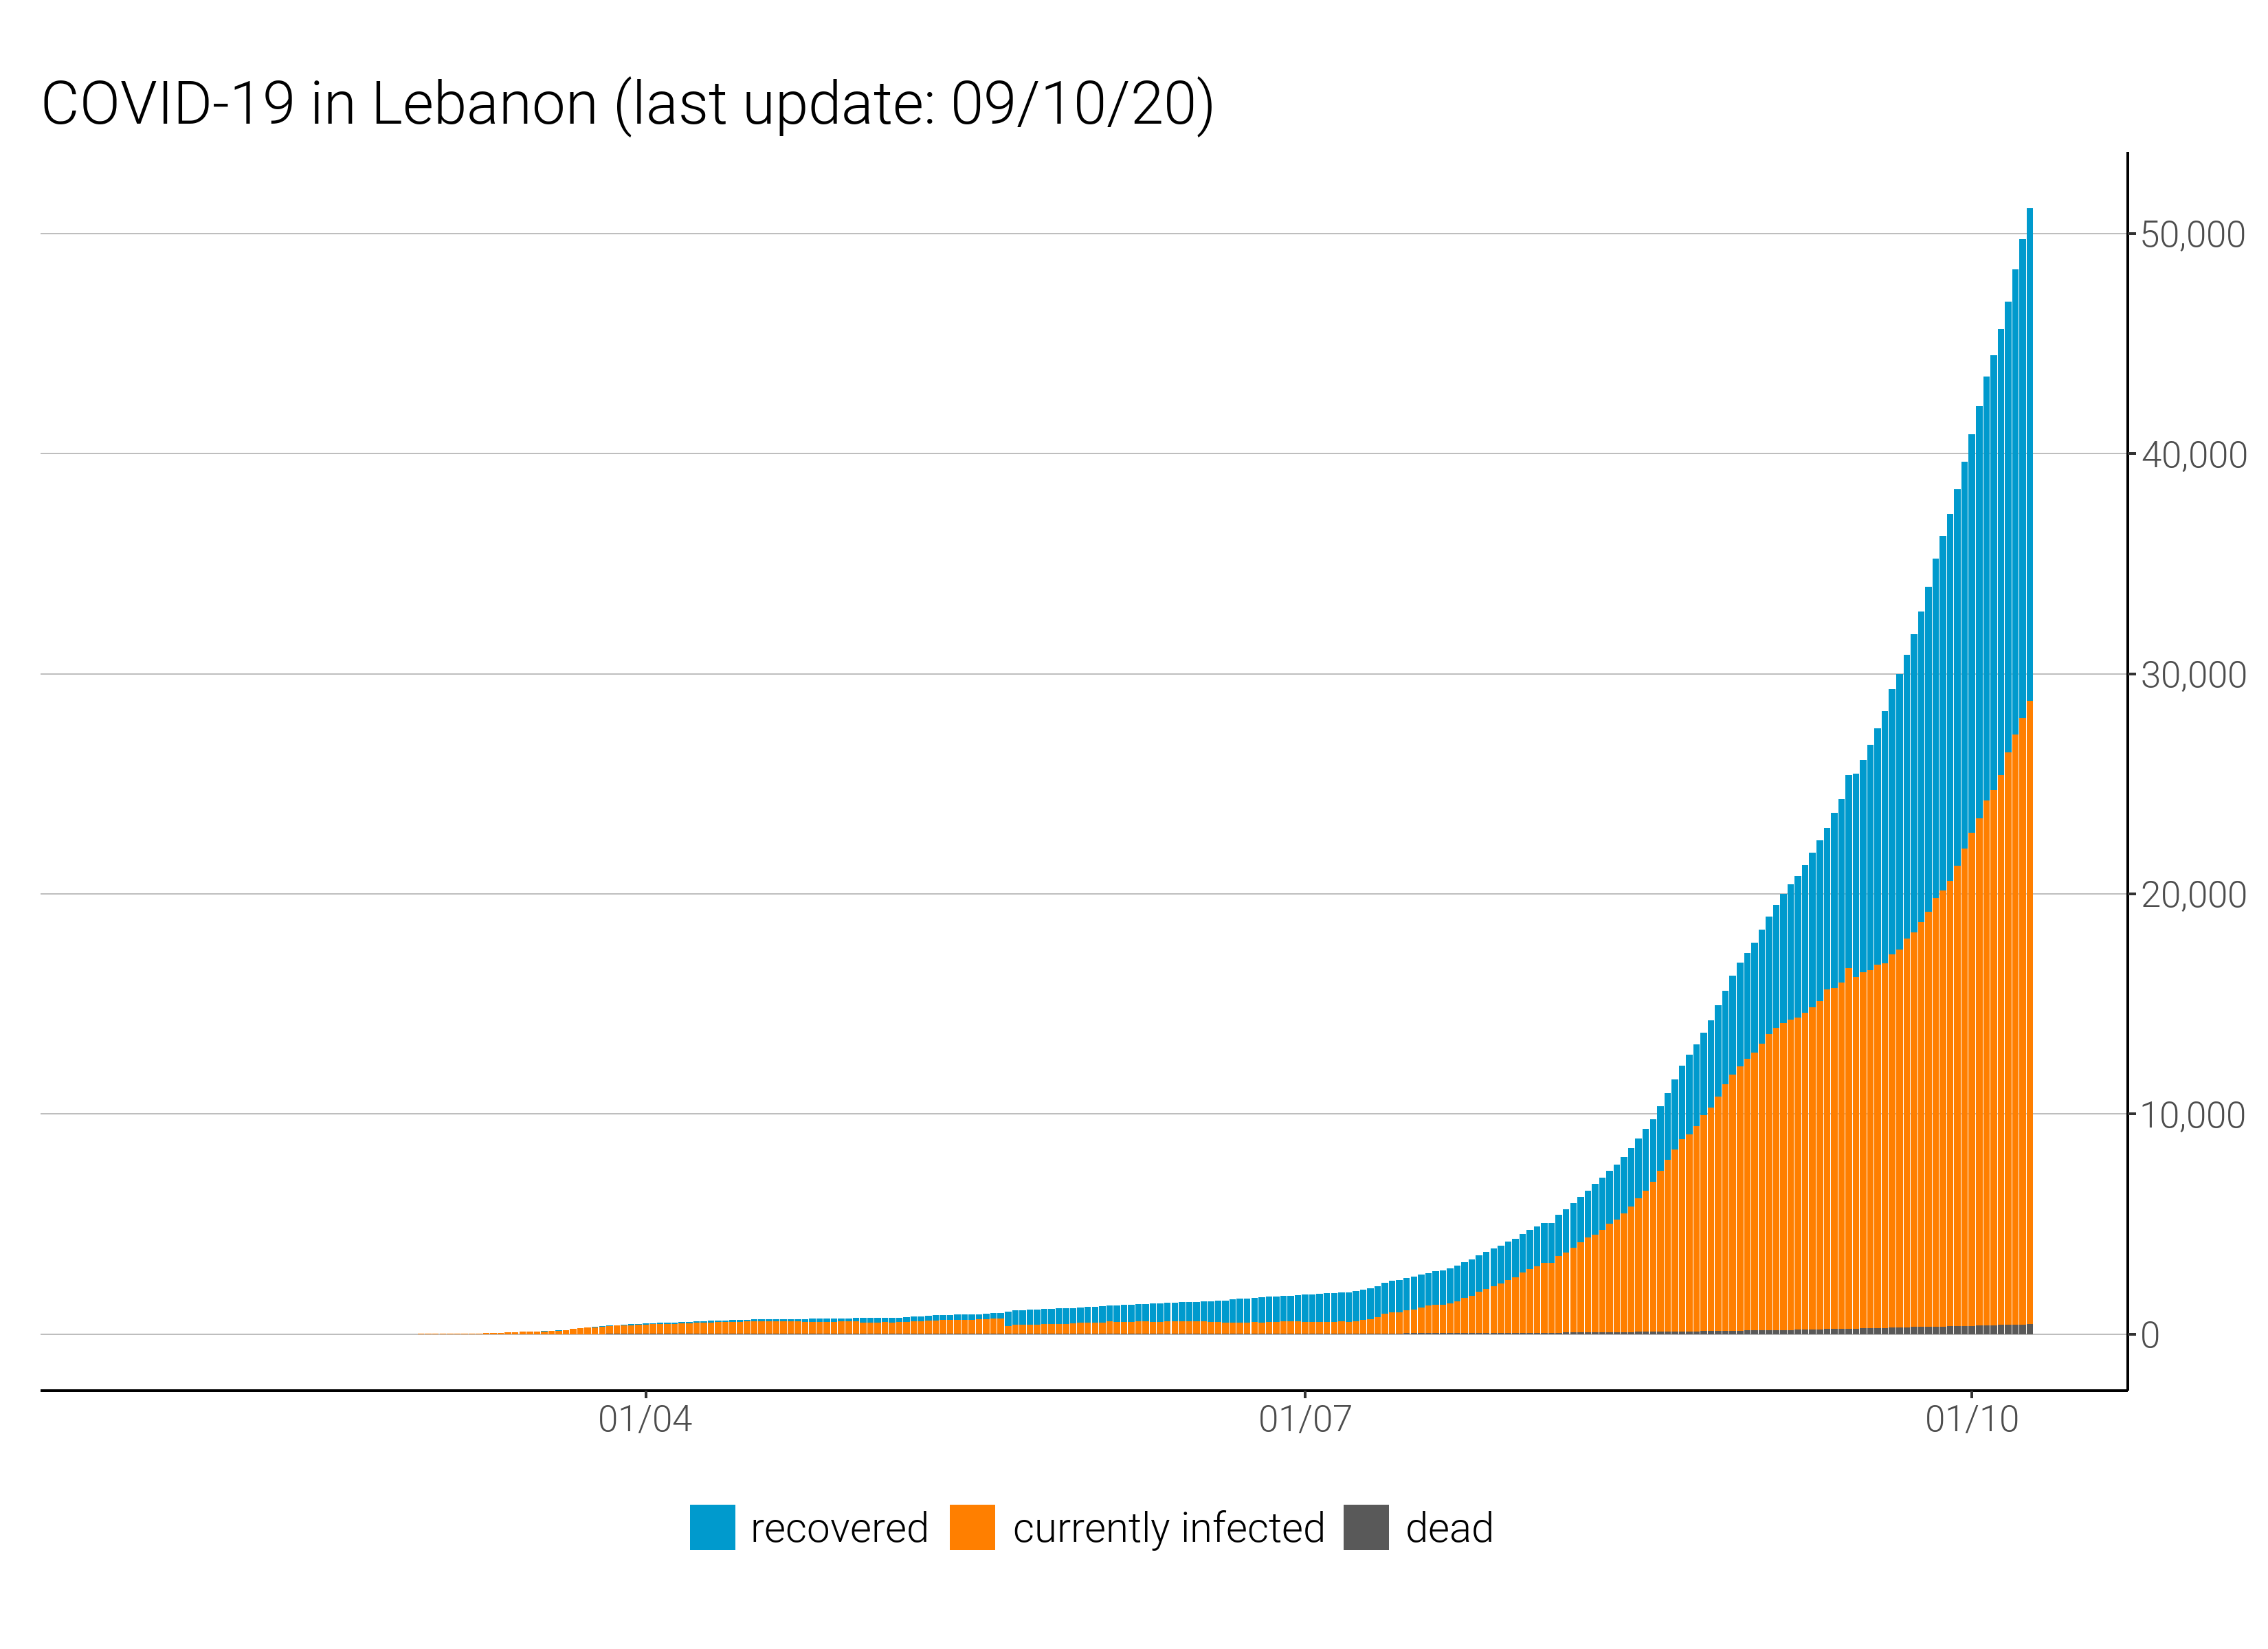 COVID-19 in Lebanon (last update: 09/10/20)
50,000
40,000
30,000
20,000
10,000
0
01/04 01/07 01/10
recovered currently infected dead